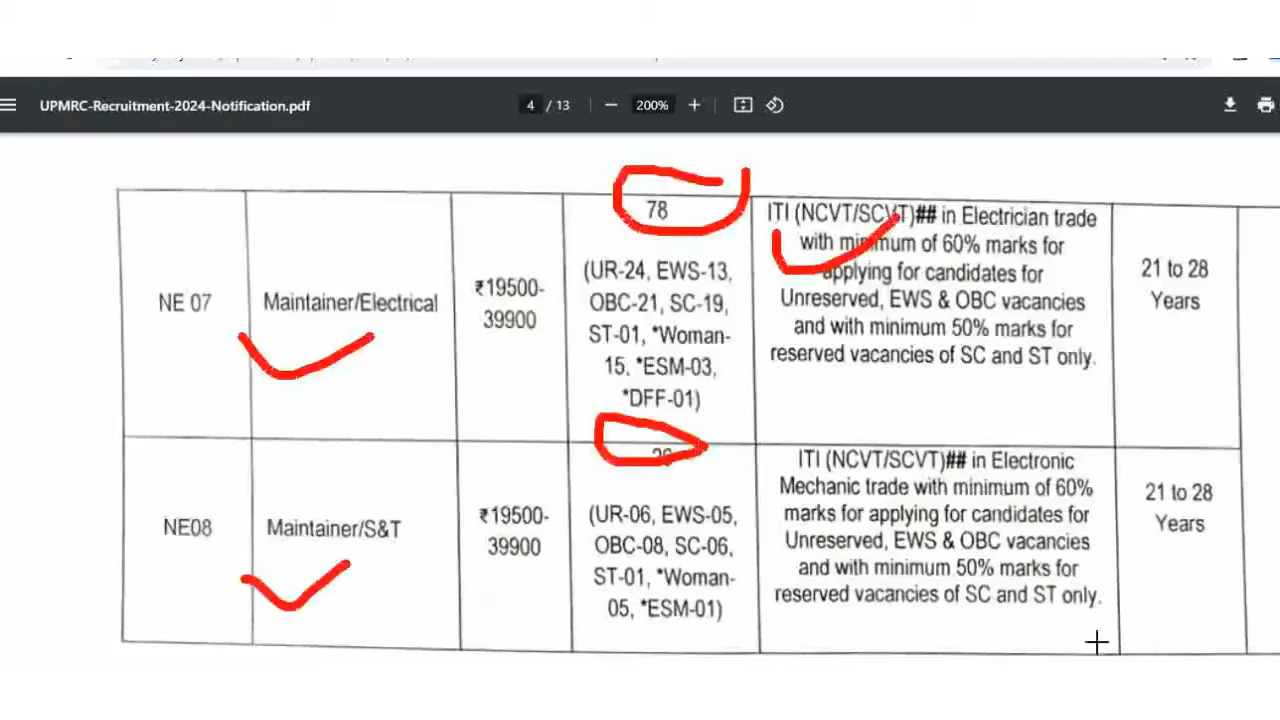 UPMRC-Recruitment-2024-Notification.pdf
4 / 13
200%
NE 07
Maintainer/Electrical
₹19500-
39900
78
(UR-24, EWS-13,
OBC-21, SC-19,
ST-01, *Woman-
15, *ESM-03,
*DFF-01)
ITI (NCVT/SCVT)## in Electrician trade
with minimum of 60% marks for
applying for candidates for
Unreserved, EWS & OBC vacancies
and with minimum 50% marks for
reserved vacancies of SC and ST only.
21 to 28
Years
NE08
Maintainer/S&T
₹19500-
39900
26
(UR-06, EWS-05,
OBC-08, SC-06,
ST-01, *Woman-
05, *ESM-01)
ITI (NCVT/SCVT)## in Electronic
Mechanic trade with minimum of 60%
marks for applying for candidates for
Unreserved, EWS & OBC vacancies
and with minimum 50% marks for
reserved vacancies of SC and ST only.
21 to 28
Years